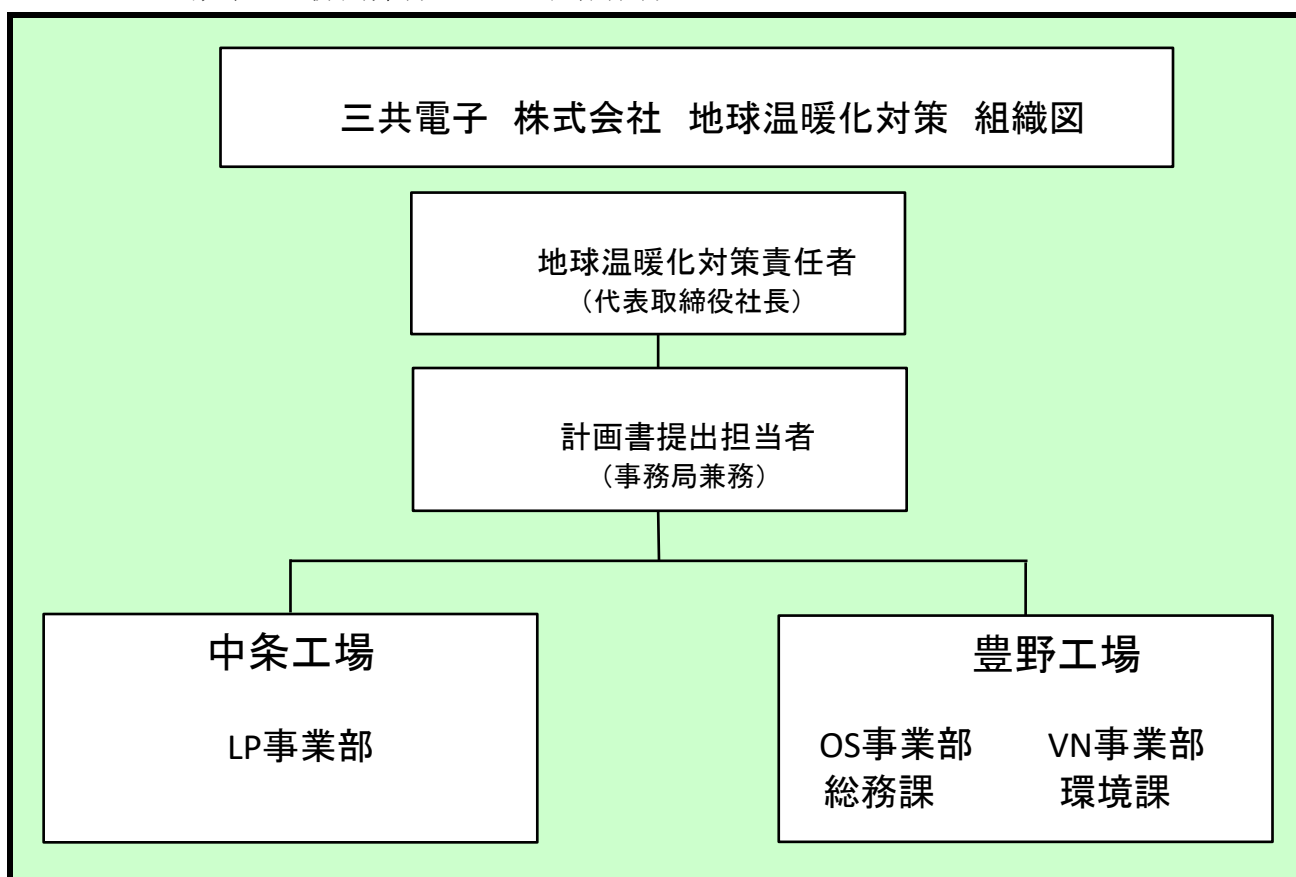 三共電子 株式会社 地球温暖化対策 組織図
地球温暖化対策責任者
（代表取締役社長）
計画書提出担当者
（事務局兼務）
中条工場
LP事業部
豊野工場
OS事業部 VN事業部
総務課 環境課